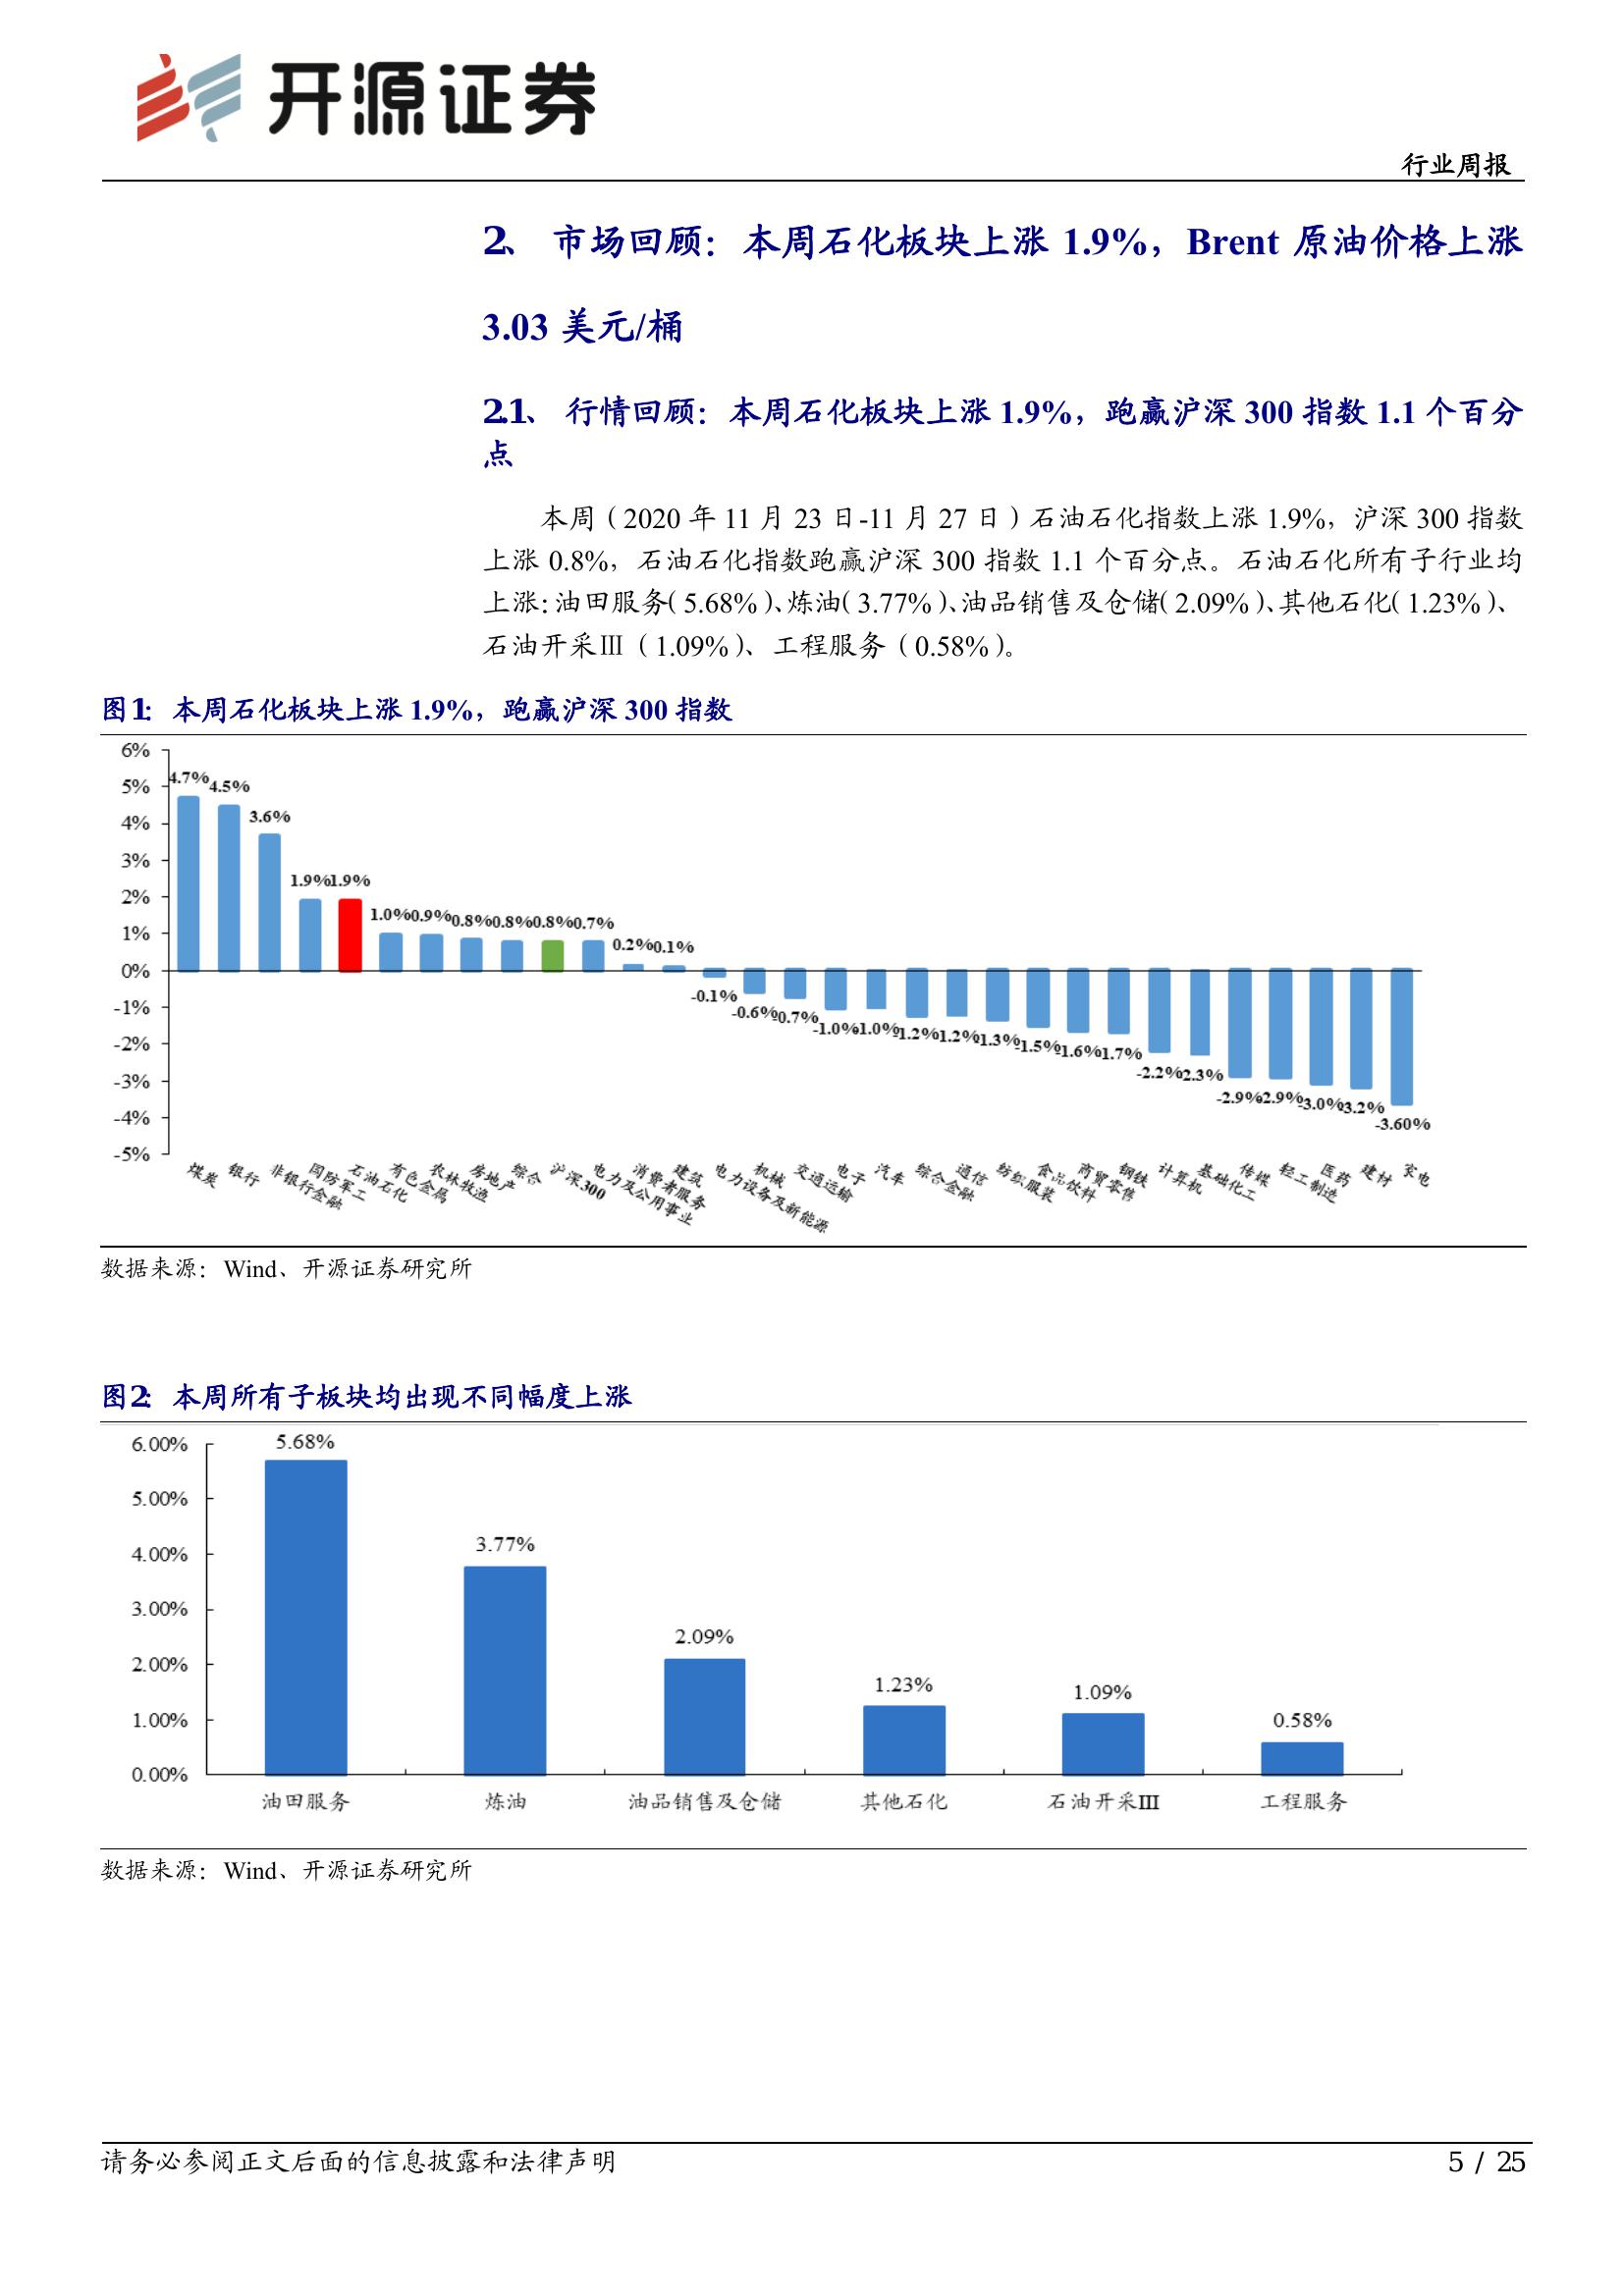 开源证券
行业周报
2、 市场回顾：本周石化板块上涨 1.9%，Brent 原油价格上涨
3.03 美元/桶
2.1、 行情回顾：本周石化板块上涨 1.9%，跑赢沪深 300 指数 1.1 个百分
点
本周（2020 年 11 月 23 日-11 月 27 日）石油石化指数上涨 1.9%，沪深 300 指数
上涨 0.8%，石油石化指数跑赢沪深 300 指数 1.1 个百分点。石油石化所有子行业均
上涨：油田服务（5.68%）、炼油（3.77%）、油品销售及仓储（2.09%）、其他石化（1.23%）、
石油开采Ⅲ（1.09%）、工程服务（0.58%）。
图1： 本周石化板块上涨 1.9%，跑赢沪深 300 指数
6%
5%
4%
3%
2%
1%
0%
-1%
-2%
-3%
-4%
-5%
4.7% 4.5% 3.6% 1.9% 1.9% 1.0% 0.9% 0.8% 0.8% 0.8% 0.7% 0.2% 0.1%
-0.1% -0.6% -0.7% -1.0% -1.0% -1.2% -1.2% -1.3% -1.5% -1.6% -1.7% -2.2% -2.3% -2.9% -2.9% -3.0% -3.2% -3.60%
煤炭 银行 非银行金融 国防军工 石油石化 有色金属 农林牧渔 房地产 综合 沪深300 电力及公用事业 消费者服务 建筑 电力设备及新能源 机械 交通运输 电子 汽车 综合金融 通信 纺织服装 食品饮料 商贸零售 钢铁 计算机 基础化工 传媒 轻工制造 医药 建材 家电
数据来源：Wind、开源证券研究所
图2： 本周所有子板块均出现不同幅度上涨
6.00%
5.00%
4.00%
3.00%
2.00%
1.00%
0.00%
5.68% 3.77% 2.09% 1.23% 1.09% 0.58%
油田服务 炼油 油品销售及仓储 其他石化 石油开采Ⅲ 工程服务
数据来源：Wind、开源证券研究所
请务必参阅正文后面的信息披露和法律声明
5 / 25